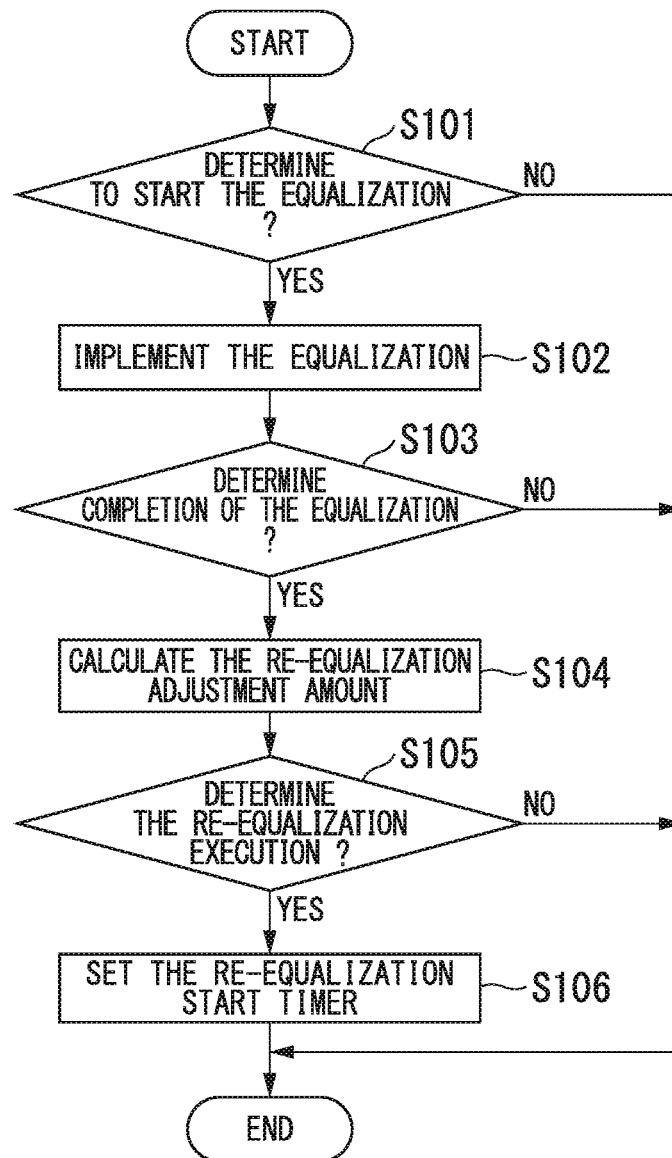 START
S101
DETERMINE
TO START THE EQUALIZATION
?
NO
YES
IMPLEMENT THE EQUALIZATION
S102
S103
DETERMINE
COMPLETION OF THE EQUALIZATION
?
NO
YES
CALCULATE THE RE-EQUALIZATION
ADJUSTMENT AMOUNT
S104
S105
DETERMINE
THE RE-EQUALIZATION
EXECUTION ?
NO
YES
SET THE RE-EQUALIZATION
START TIMER
S106
END